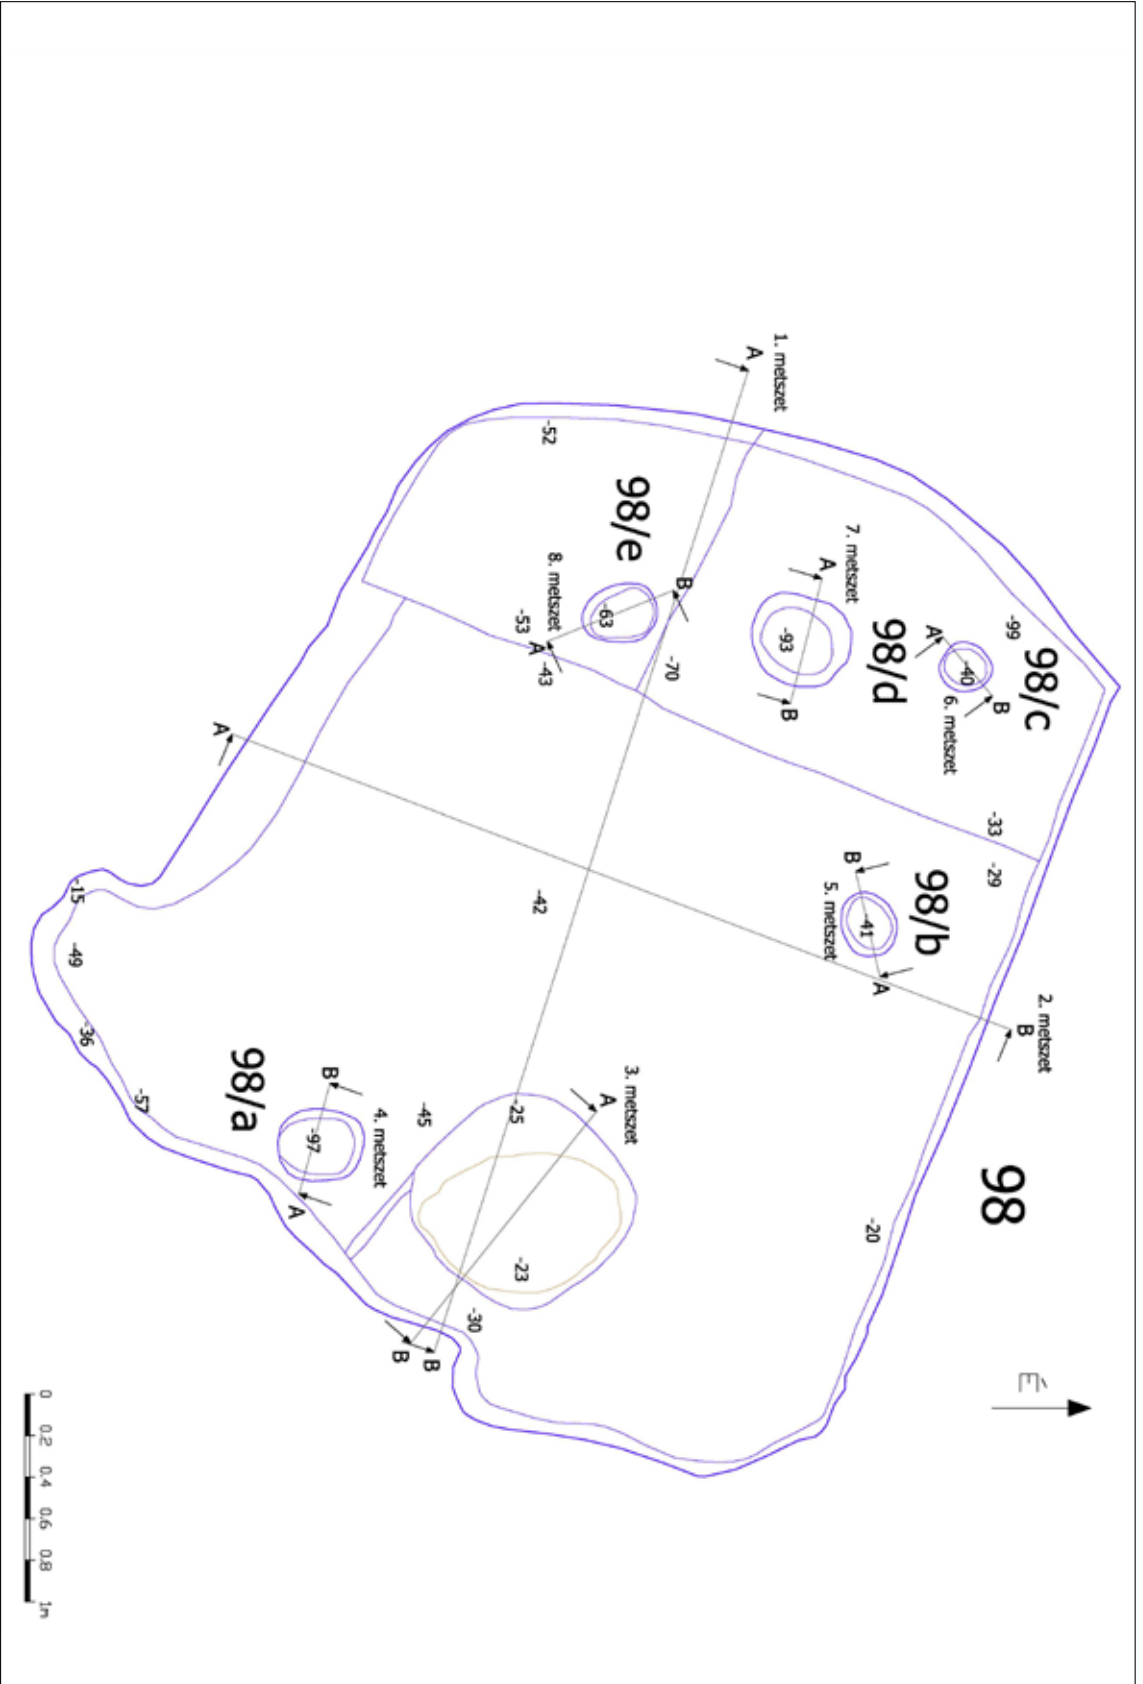 2. metszet
98/c
É
B
-99
98
B
-33
-29
-40
6. metszet
A
98/b
98/d
A
-20
-41
7. metszet
B
5. metszet
A
B
-93
1. metszet
A
B
-70
98/e
3. metszet
A
-63
8. metszet
-52
-43
-42
A
-53
-23
-25
-30
B
-45
B
4. metszet
B
-97
A
98/a
A
-57
-36
-15
-49
0 0.2 0.4 0.6 0.8 1m